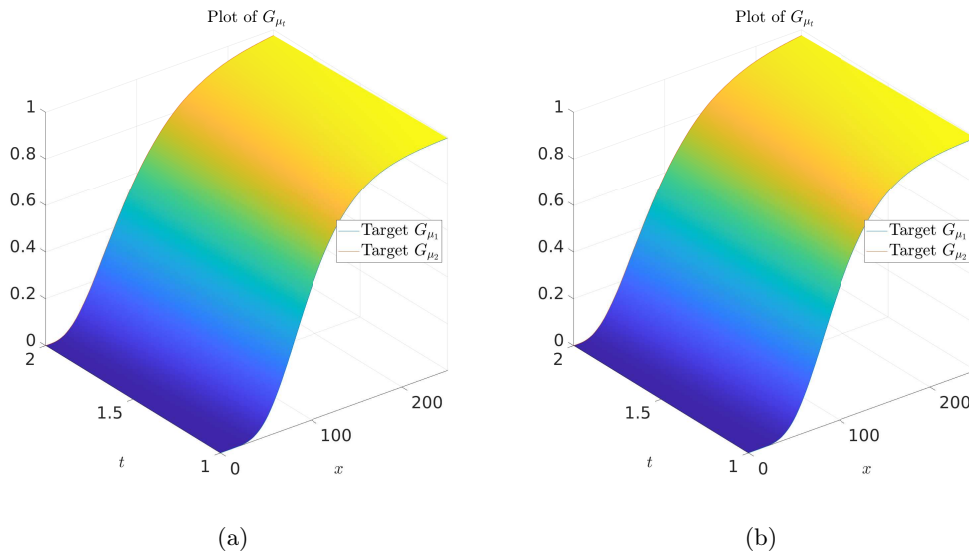 Plot of G_{μ_t}
1
0.8
0.6
0.4
0.2
0
2
1.5
1
0
100
200
t
x
Target G_{μ_1}
Target G_{μ_2}
(a)
Plot of G_{μ_t}
1
0.8
0.6
0.4
0.2
0
2
1.5
1
0
100
200
t
x
Target G_{μ_1}
Target G_{μ_2}
(b)